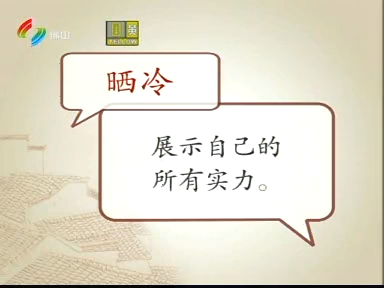 晒冷
展示自己的
所有实力。